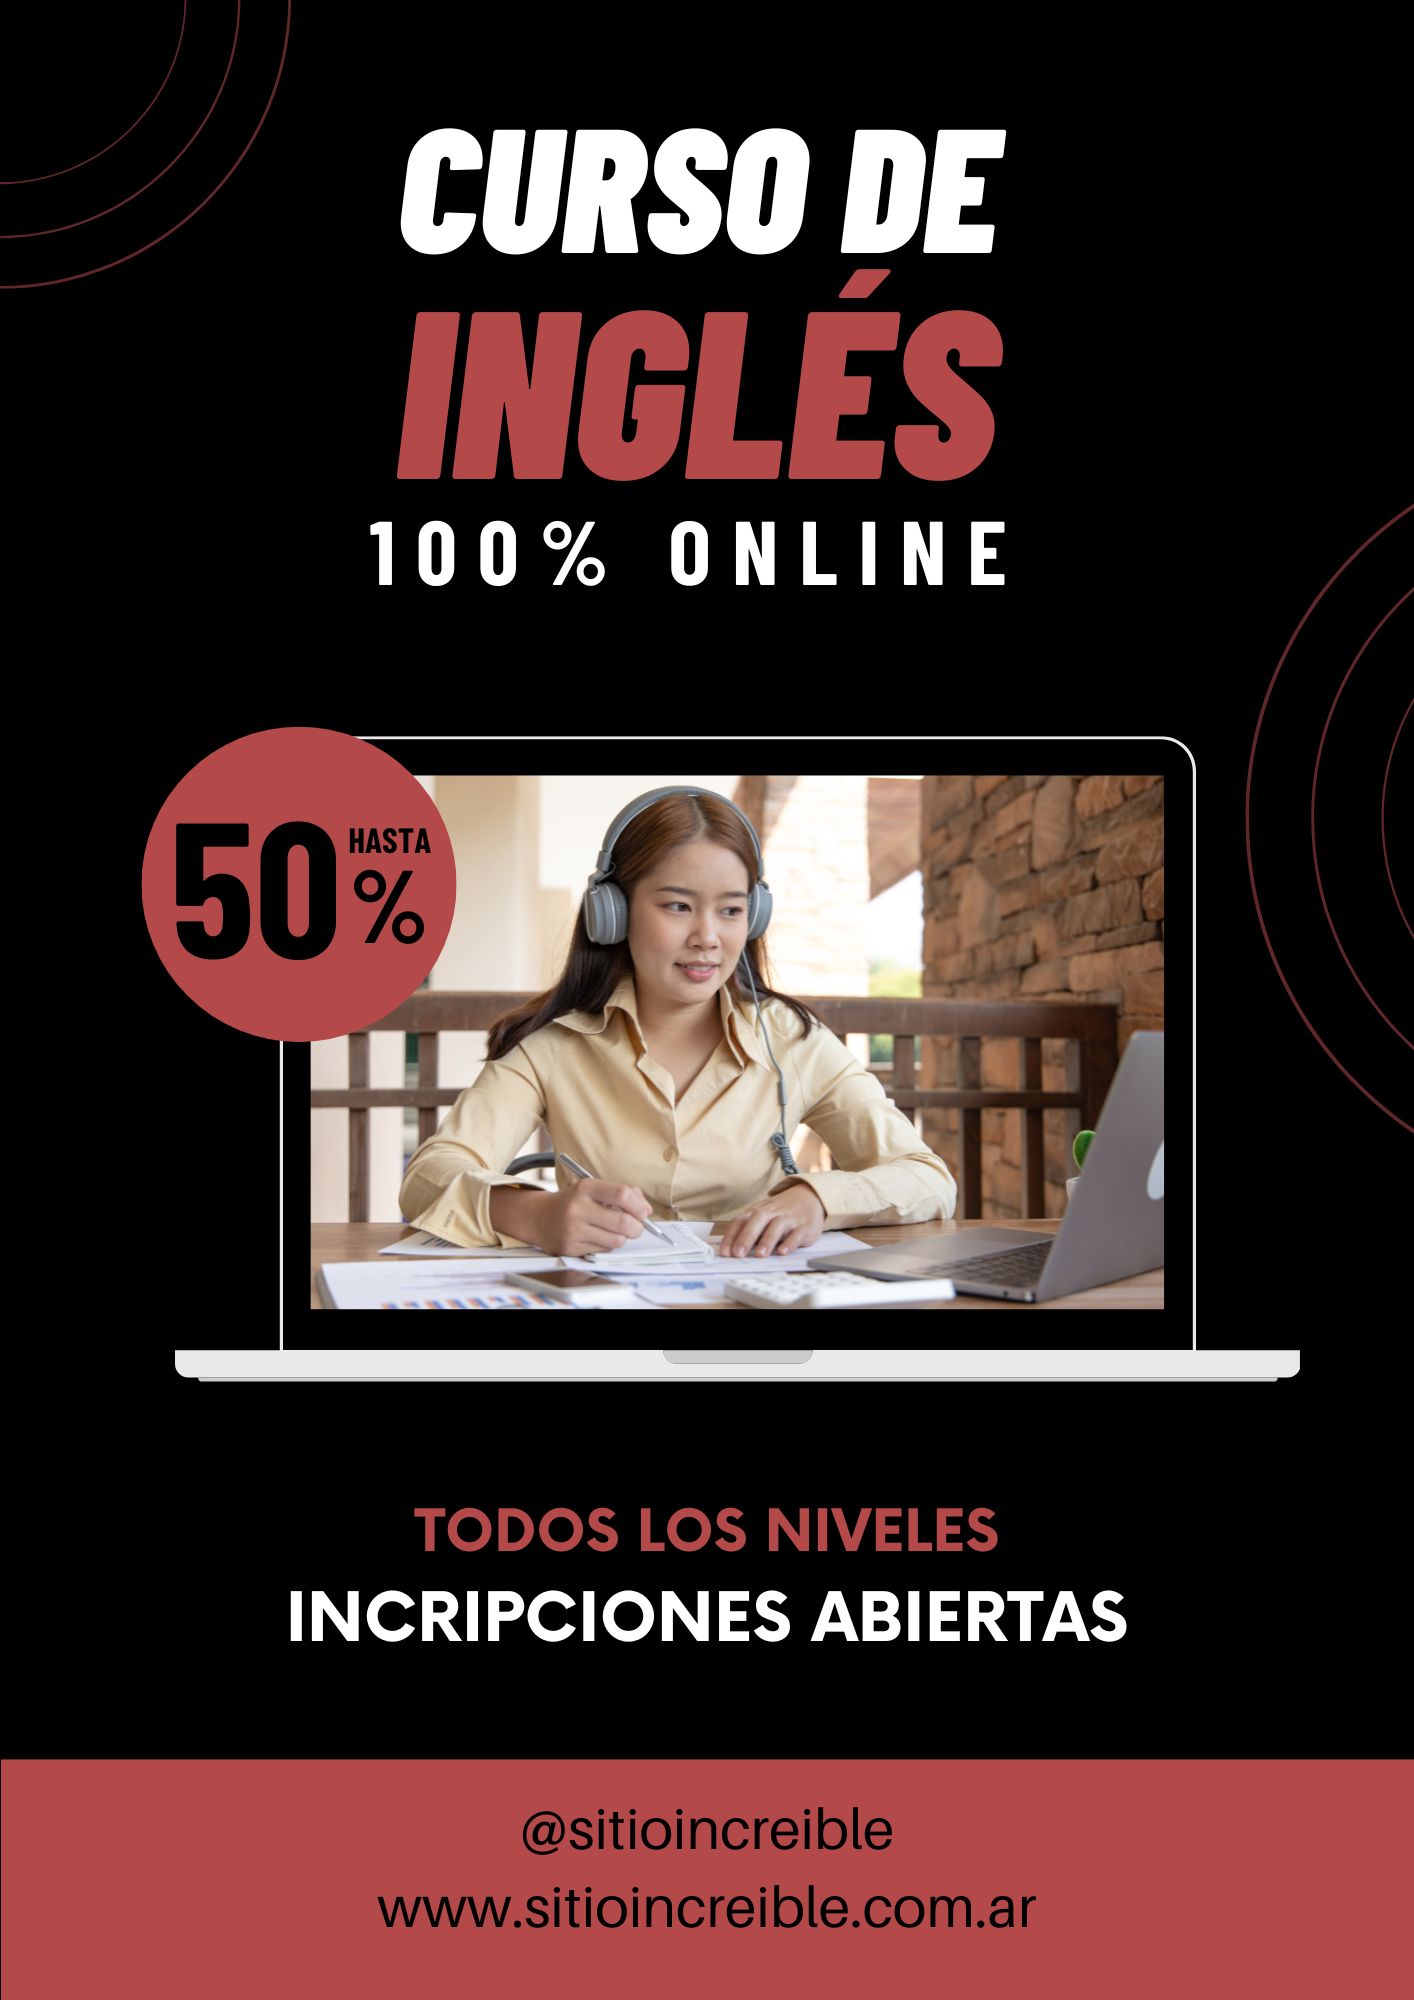 CURSO DE
INGLÉS
100% ONLINE
HASTA
50%
TODOS LOS NIVELES
INCRIPCIONES ABIERTAS
@sitioincreible
www.sitioincreible.com.ar